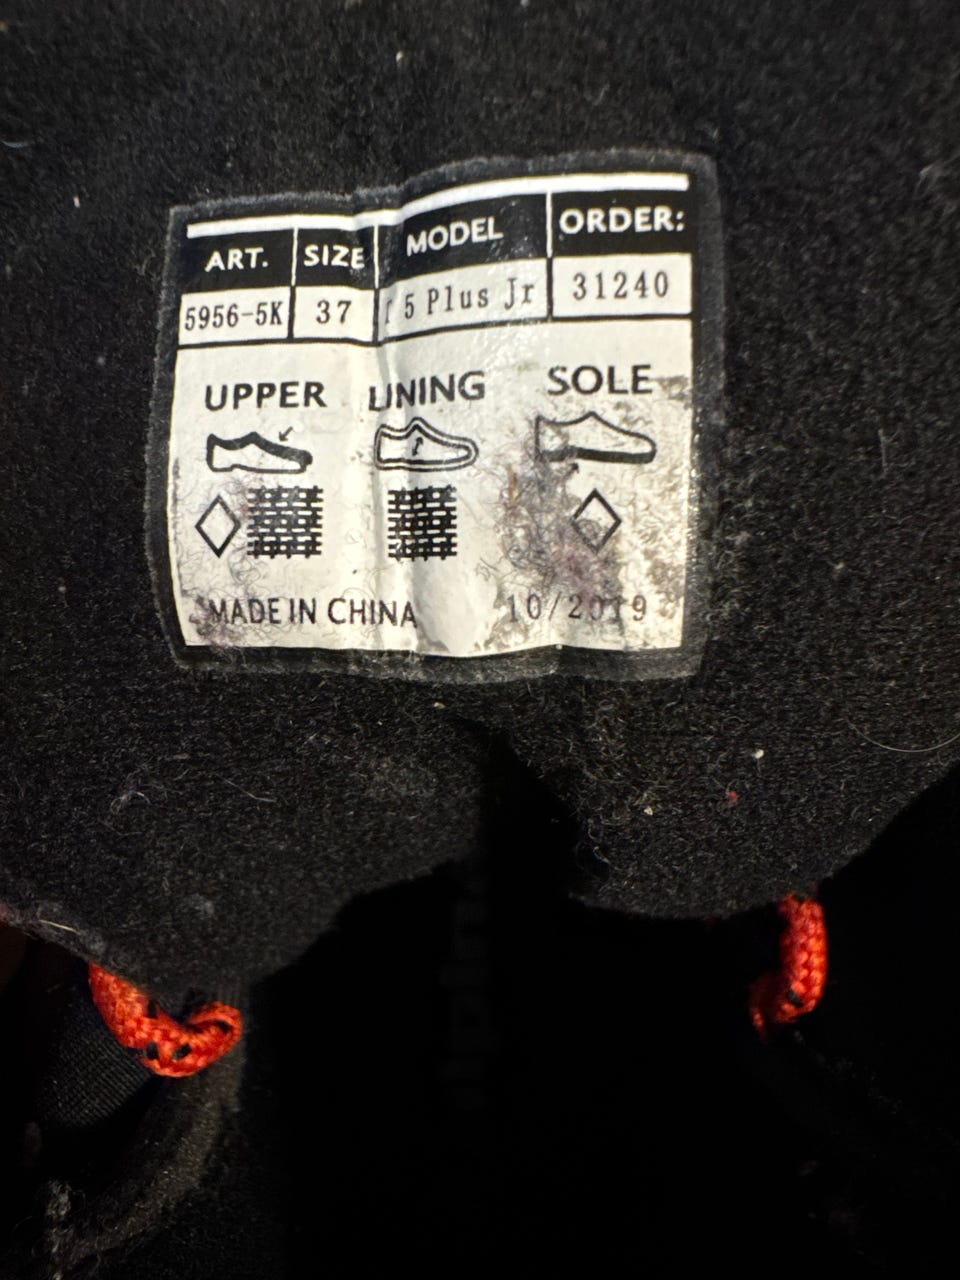 ART. SIZE MODEL ORDER:
5956-5K 37 5 Plus Jr 31240
UPPER LINING SOLE
MADE IN CHINA 10/2019